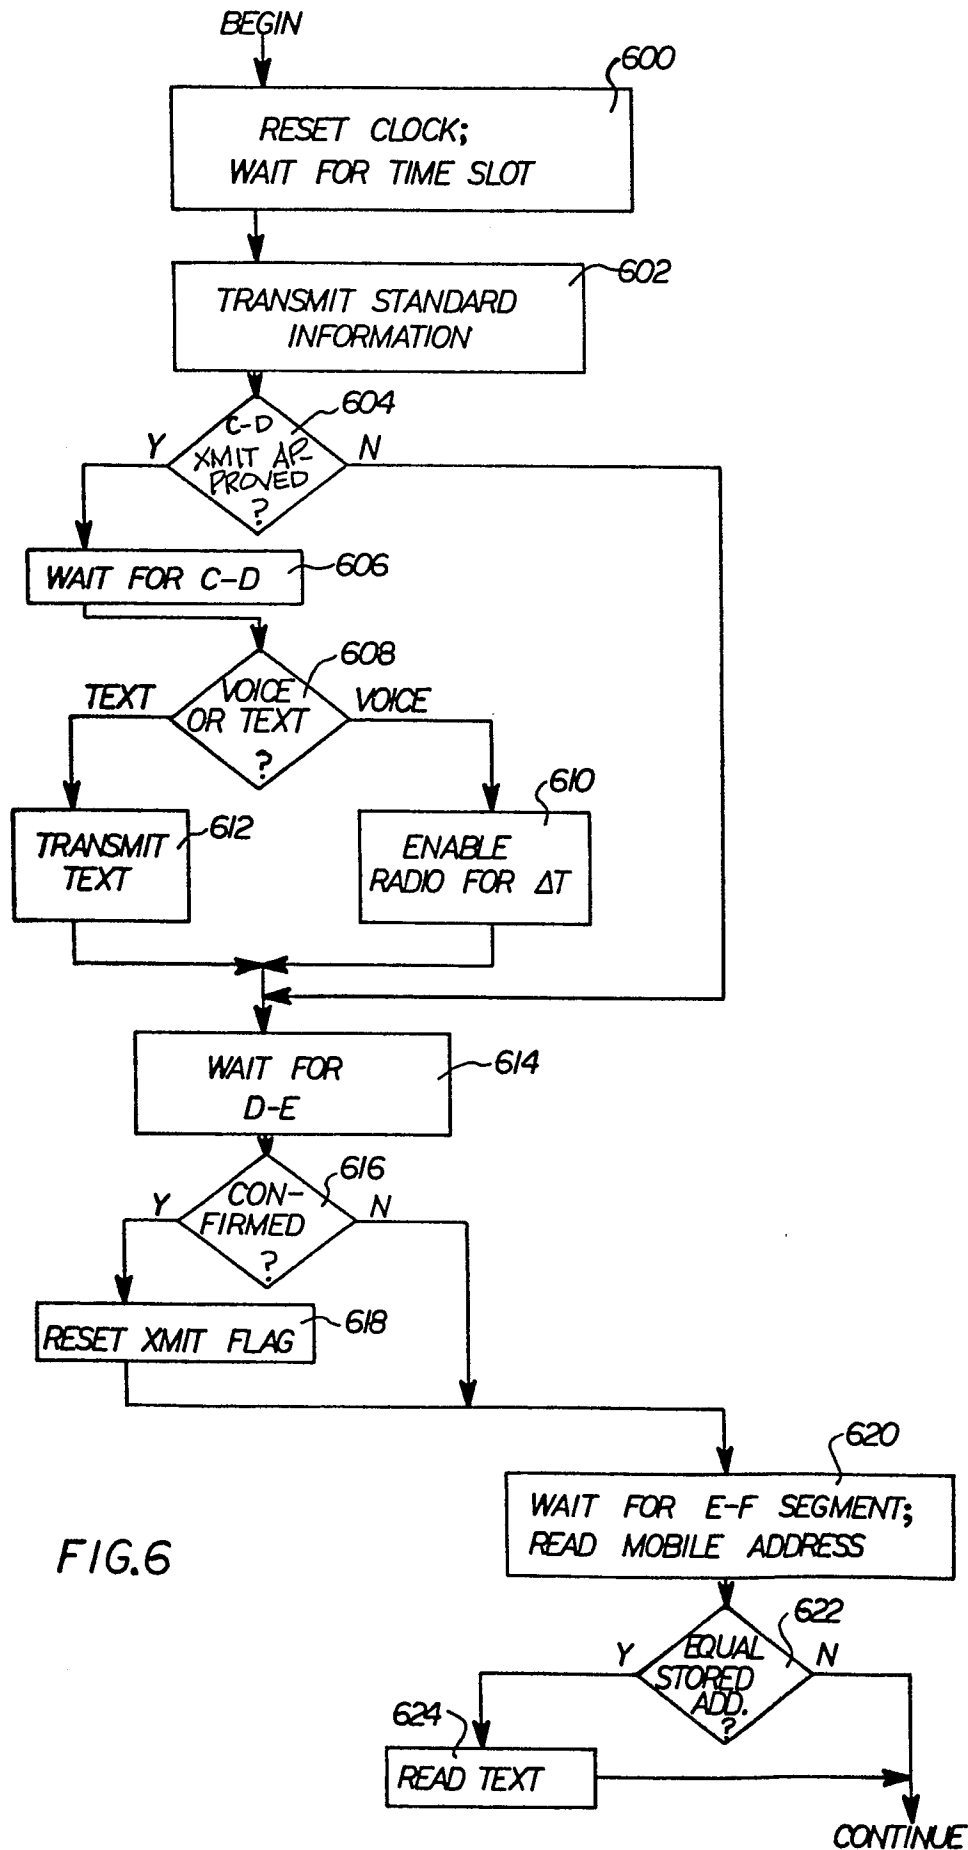 BEGIN
600
RESET CLOCK;
WAIT FOR TIME SLOT
602
TRANSMIT STANDARD
INFORMATION
604
Y
C-D
XMIT AP-
PROVED
?
N
WAIT FOR C-D
606
608
TEXT
VOICE
OR TEXT
?
VOICE
610
612
TRANSMIT
TEXT
ENABLE
RADIO FOR ΔT
WAIT FOR
D-E
614
616
Y
CON-
FIRMED
?
N
RESET XMIT FLAG
618
620
WAIT FOR E-F SEGMENT;
READ MOBILE ADDRESS
FIG.6
622
Y
EQUAL
STORED
ADD.
?
N
624
READ TEXT
CONTINUE